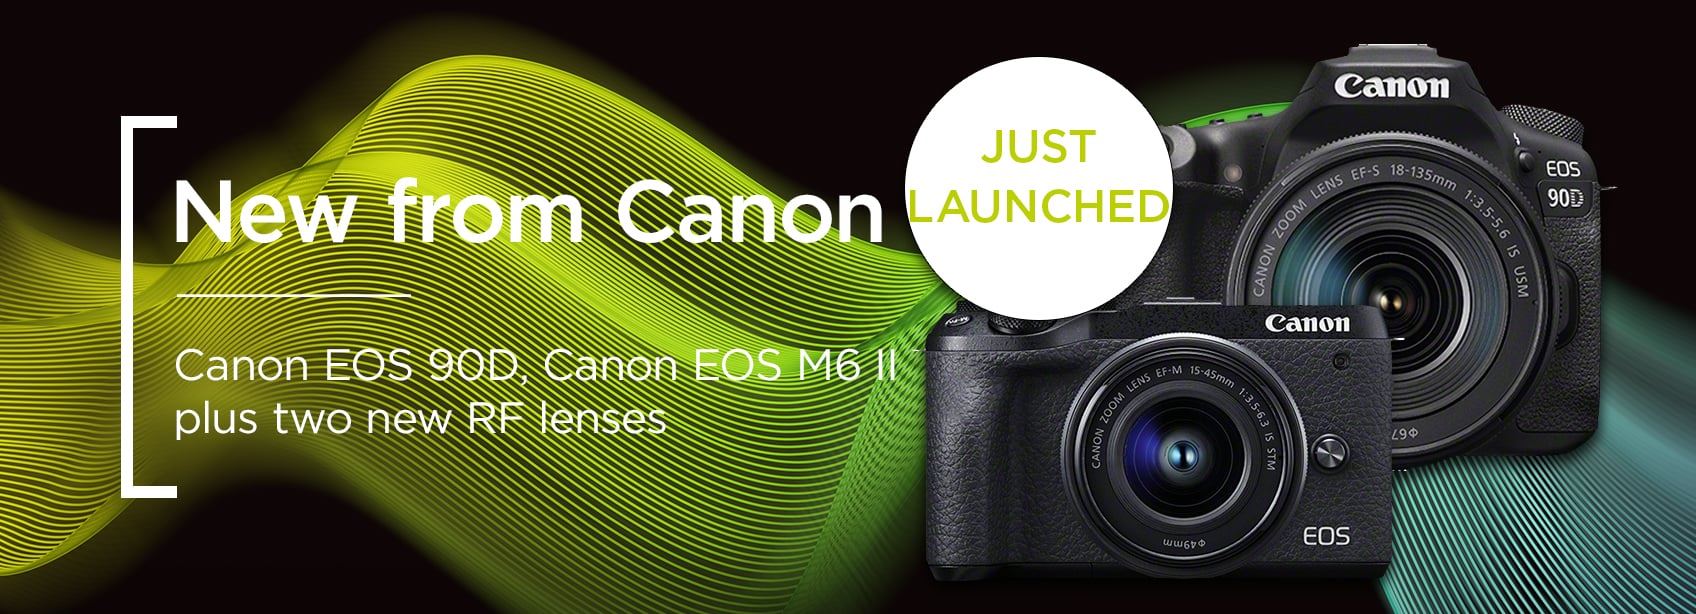 New from Canon
Canon EOS 90D, Canon EOS M6 II
plus two new RF lenses
JUST
LAUNCHED
Canon
EOS
90D
CANON ZOOM LENS EF-S 18-135mm 1:3.5-5.6 IS USM
Canon
CANON ZOOM LENS EF-M 15-45mm 1:3.5-6.3 IS STM
Φ49mm
EOS